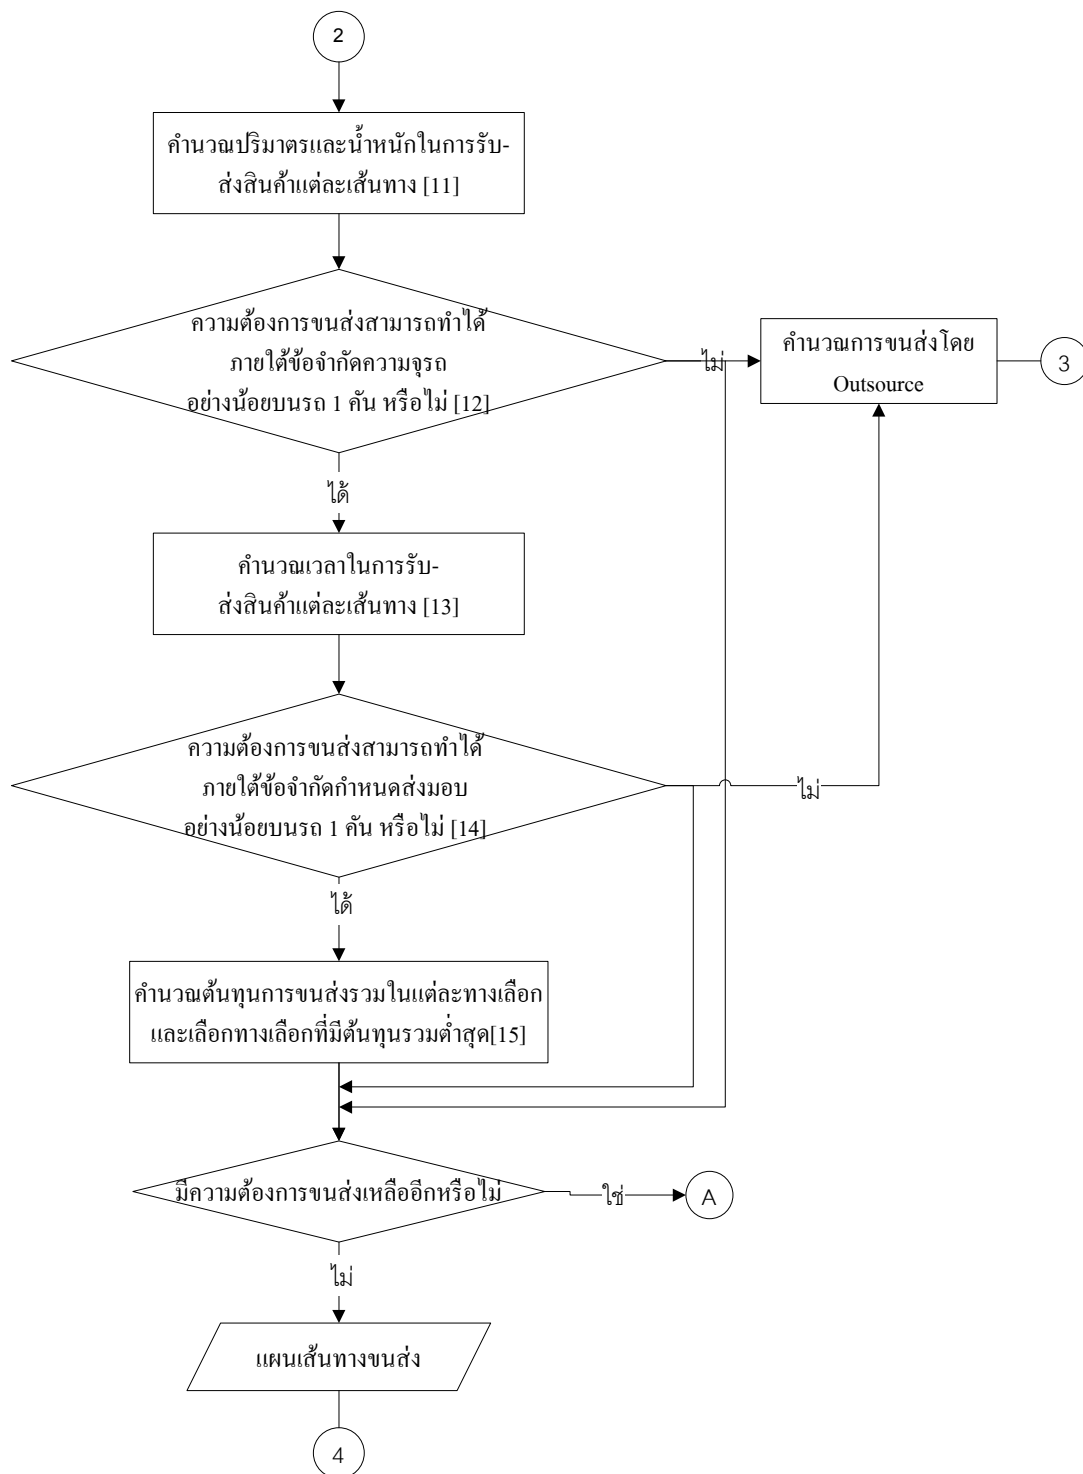 2
คำนวณปริมาตรและน้ำหนักในการรับ-
ส่งสินค้าแต่ละเส้นทาง [11]
ความต้องการขนส่งสามารถทำได้
ภายใต้ข้อจำกัดความจุรถ
อย่างน้อยบนรถ 1 คัน หรือไม่ [12]
ไม่
คำนวณการขนส่งโดย
Outsource
3
ได้
คำนวณเวลาในการรับ-
ส่งสินค้าแต่ละเส้นทาง [13]
ความต้องการขนส่งสามารถทำได้
ภายใต้ข้อจำกัดกำหนดส่งมอบ
อย่างน้อยบนรถ 1 คัน หรือไม่ [14]
ไม่
ได้
คำนวณต้นทุนการขนส่งรวมในแต่ละทางเลือก
และเลือกทางเลือกที่มีต้นทุนรวมต่ำสุด[15]
มีความต้องการขนส่งเหลืออีกหรือไม่
ใช่
A
ไม่
แผนเส้นทางขนส่ง
4